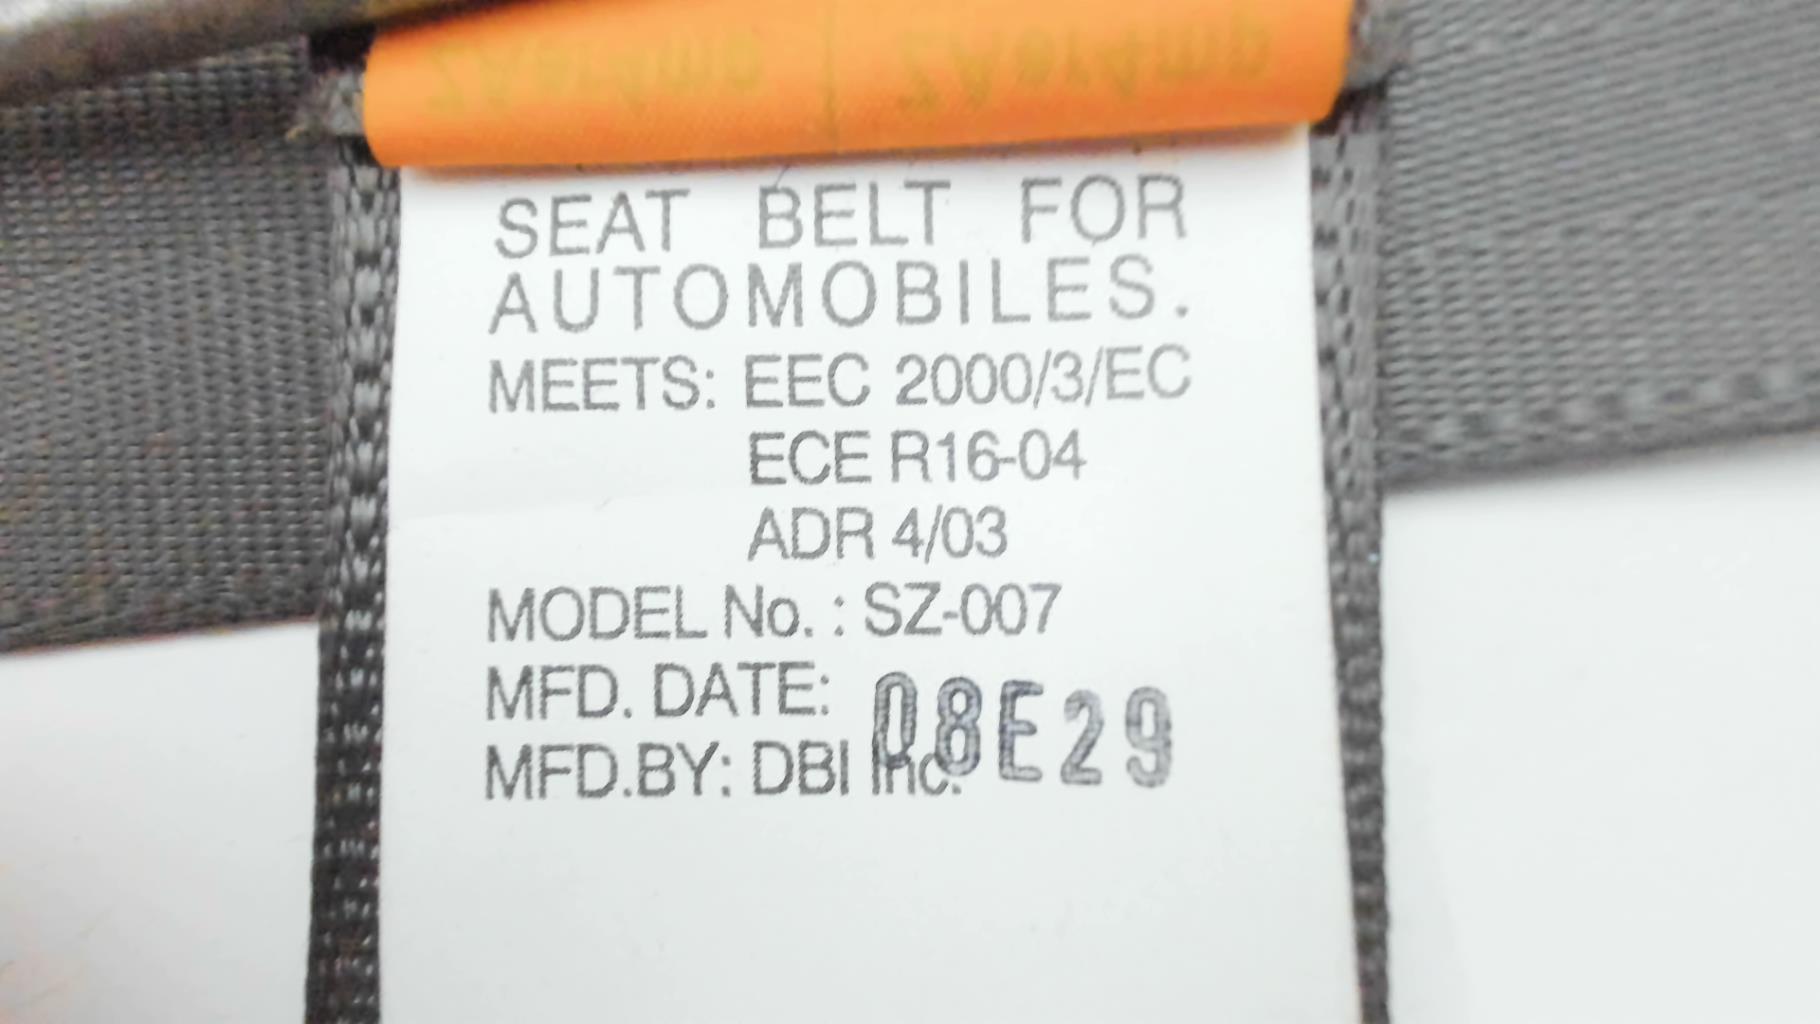 SEAT BELT FOR
AUTOMOBILES.
MEETS: EEC 2000/3/EC
ECE R16-04
ADR 4/03
MODEL No. : SZ-007
MFD. DATE: 08E29
MFD.BY: DBI Inc.